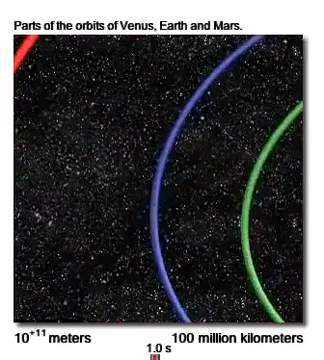 Parts of the orbits of Venus, Earth and Mars.
10⁺¹¹ meters 100 million kilometers
1.0 s